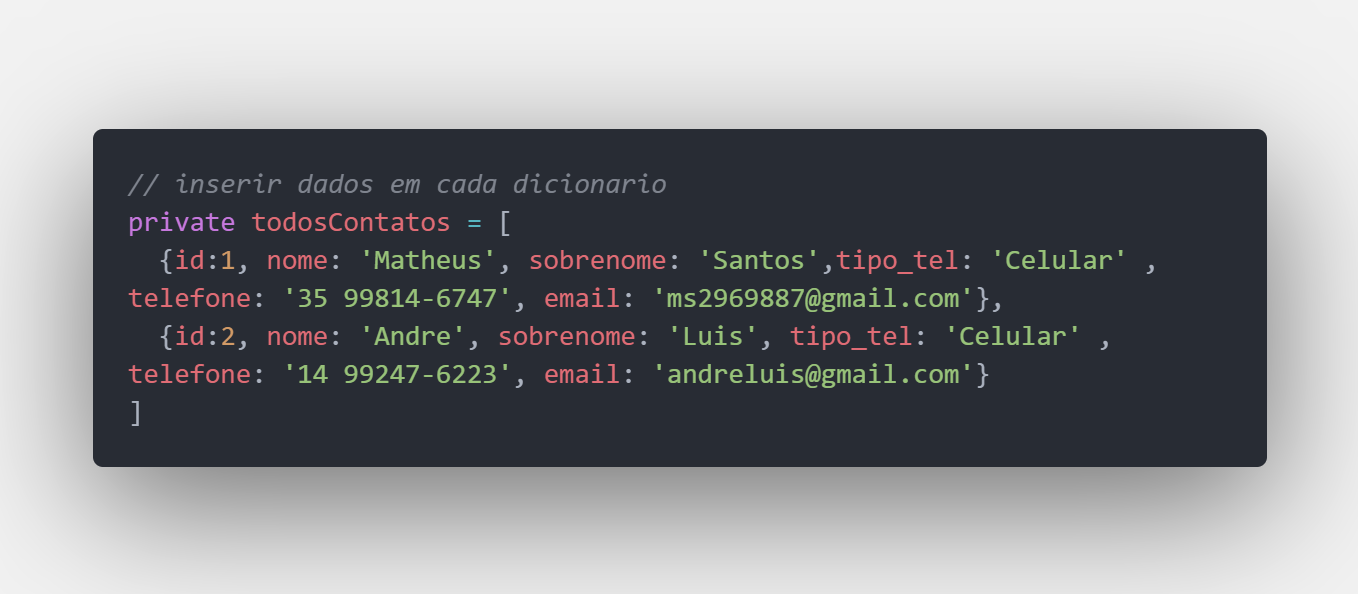 // inserir dados em cada dicionario
private todosContatos = [
  {id:1, nome: 'Matheus', sobrenome: 'Santos',tipo_tel: 'Celular' ,
telefone: '35 99814-6747', email: 'ms2969887@gmail.com'},
  {id:2, nome: 'Andre', sobrenome: 'Luis', tipo_tel: 'Celular' ,
telefone: '14 99247-6223', email: 'andreluis@gmail.com'}
]